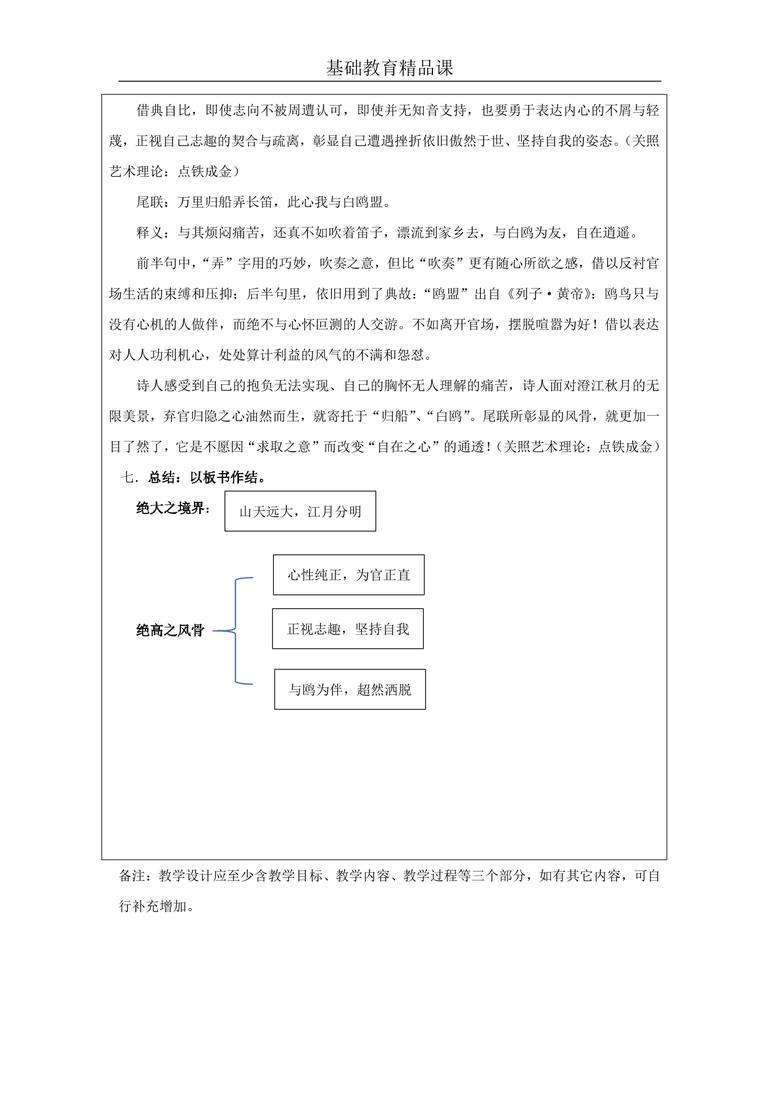 基础教育精品课
借典自比，即使志向不被周遭认可，即使并无知音支持，也要勇于表达内心的不屑与轻
蔑，正视自己志趣的契合与疏离，彰显自己遭遇挫折依旧傲然于世、坚持自我的姿态。（关照
艺术理论：点铁成金）
尾联：万里归船弄长笛，此心我与白鸥盟。
释义：与其烦闷痛苦，还真不如吹着笛子，漂流到家乡去，与白鸥为友，自在逍遥。
前半句中，“弄”字用的巧妙，吹奏之意，但比“吹奏”更有随心所欲之感，借以反衬官
场生活的束缚和压抑；后半句里，依旧用到了典故：“鸥盟”出自《列子·黄帝》：鸥鸟只与
没有心机的人做伴，而绝不与心怀叵测的人交游。不如离开官场，摆脱喧嚣为好！借以表达
对人人功利机心，处处算计利益的风气的不满和怨怼。
诗人感受到自己的抱负无法实现、自己的胸怀无人理解的痛苦，诗人面对澄江秋月的无
限美景，弃官归隐之心油然而生，就寄托于“归船”、“白鸥”。尾联所彰显的风骨，就更加一
目了然了，它是不愿因“求取之意”而改变“自在之心”的通透！（关照艺术理论：点铁成金）
七．总结：以板书作结。
绝大之境界： 山天远大，江月分明
心性纯正，为官正直
绝高之风骨 正视志趣，坚持自我
与鸥为伴，超然洒脱
备注：教学设计应至少含教学目标、教学内容、教学过程等三个部分，如有其它内容，可自
行补充增加。